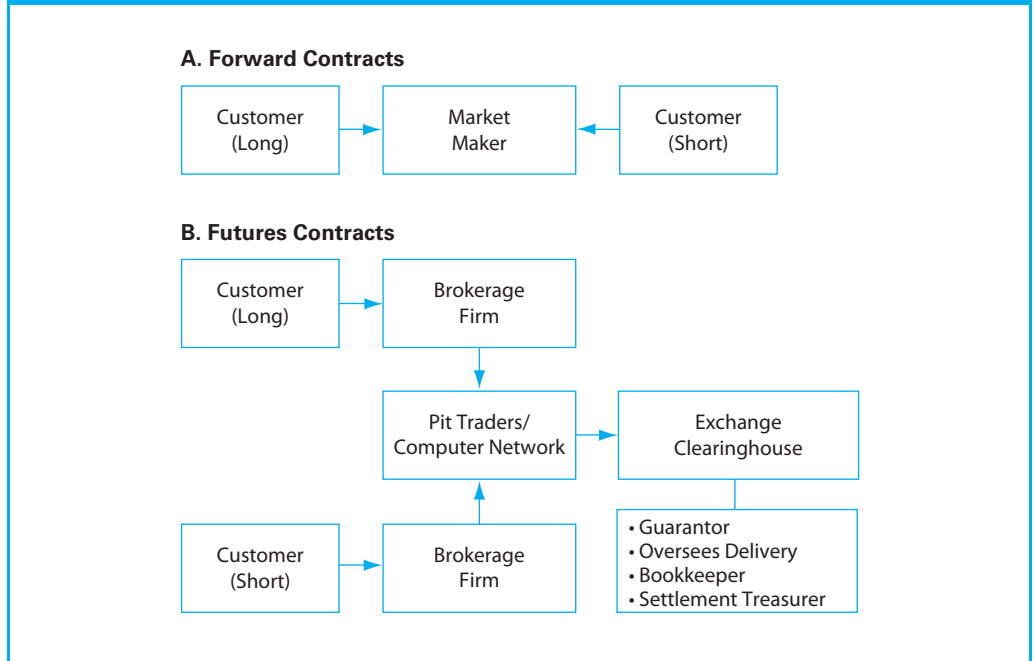 A. Forward Contracts
Customer
(Long)
Market
Maker
Customer
(Short)
B. Futures Contracts
Customer
(Long)
Brokerage
Firm
Pit Traders/
Computer Network
Exchange
Clearinghouse
Customer
(Short)
Brokerage
Firm
• Guarantor
• Oversees Delivery
• Bookkeeper
• Settlement Treasurer